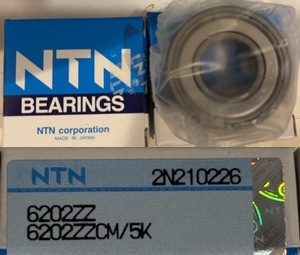 NTN
BEARINGS
NTN corporation
MADE IN JAPAN
NTN 2N210226
6202ZZ
6202ZZCM/5K